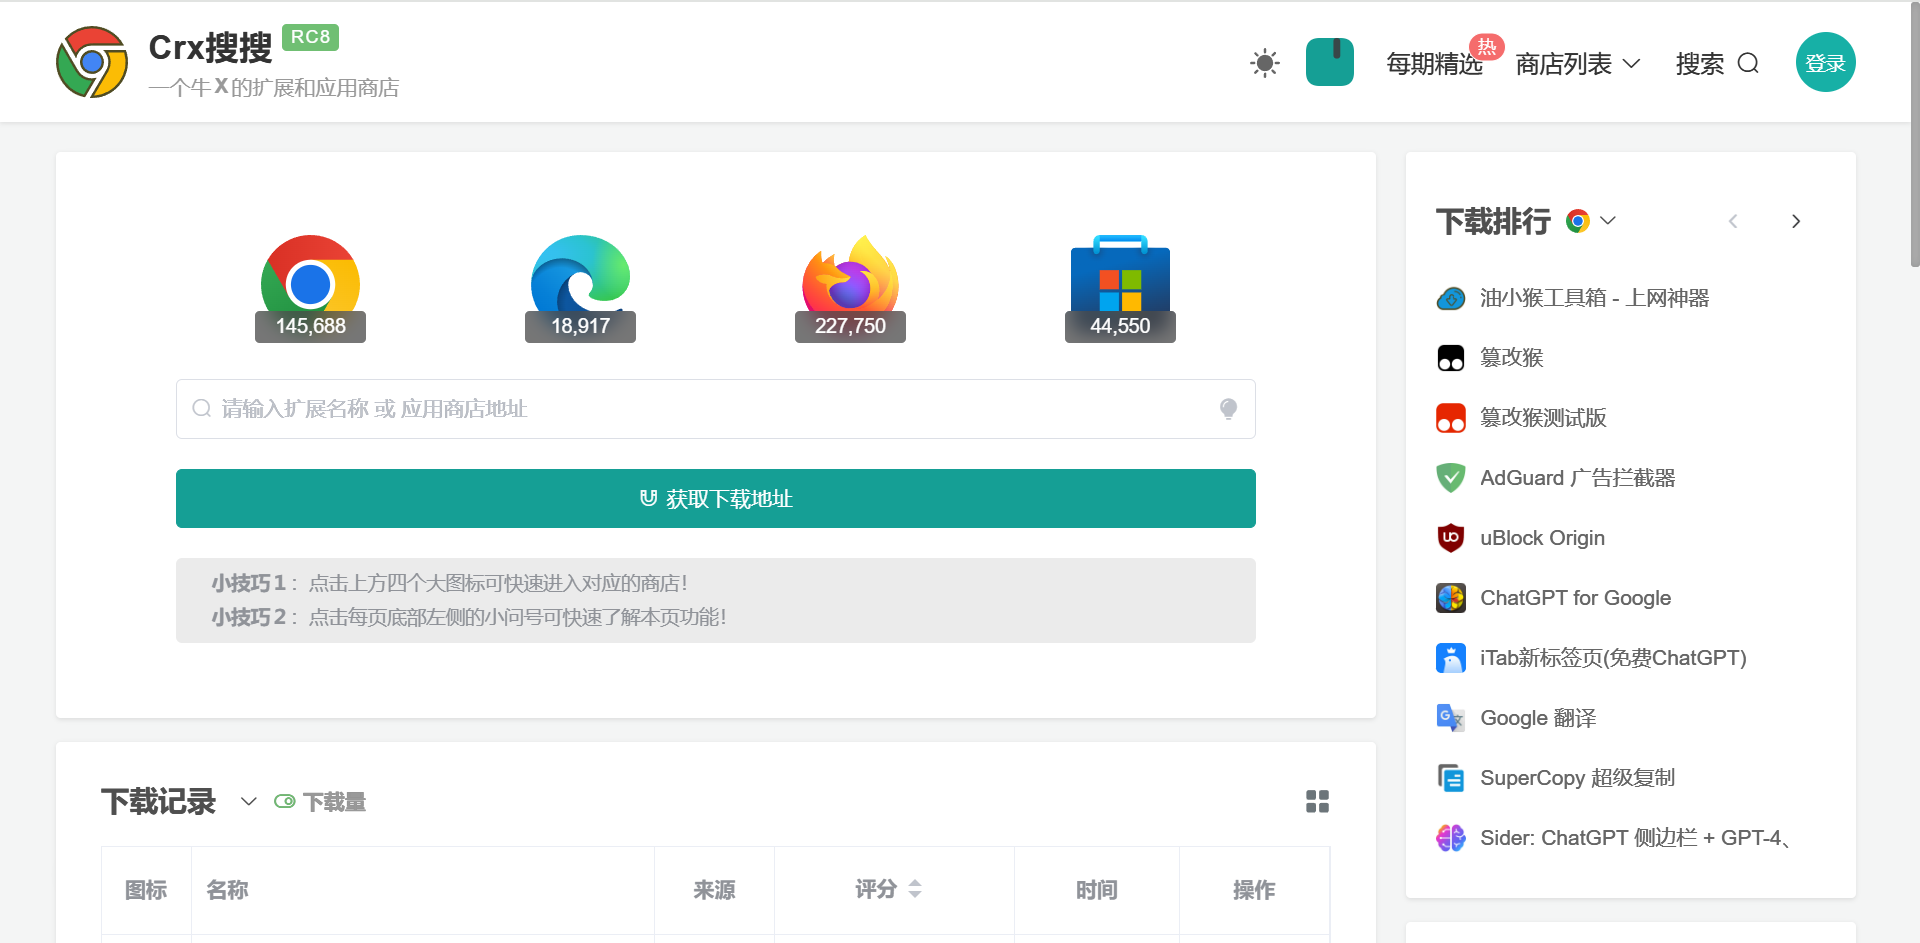 Crx搜搜 RC8
一个牛X的扩展和应用商店
每期精选 热 商店列表 搜索 登录
145,688 18,917 227,750 44,550
请输入扩展名称 或 应用商店地址
获取下载地址
小技巧1：点击上方四个大图标可快速进入对应的商店！
小技巧2：点击每页底部左侧的小问号可快速了解本页功能！
下载记录 下载量
图标 名称 来源 评分 时间 操作
下载排行
油小猴工具箱 - 上网神器
篡改猴
篡改猴测试版
AdGuard 广告拦截器
uBlock Origin
ChatGPT for Google
iTab新标签页(免费ChatGPT)
Google 翻译
SuperCopy 超级复制
Sider: ChatGPT 侧边栏 + GPT-4、